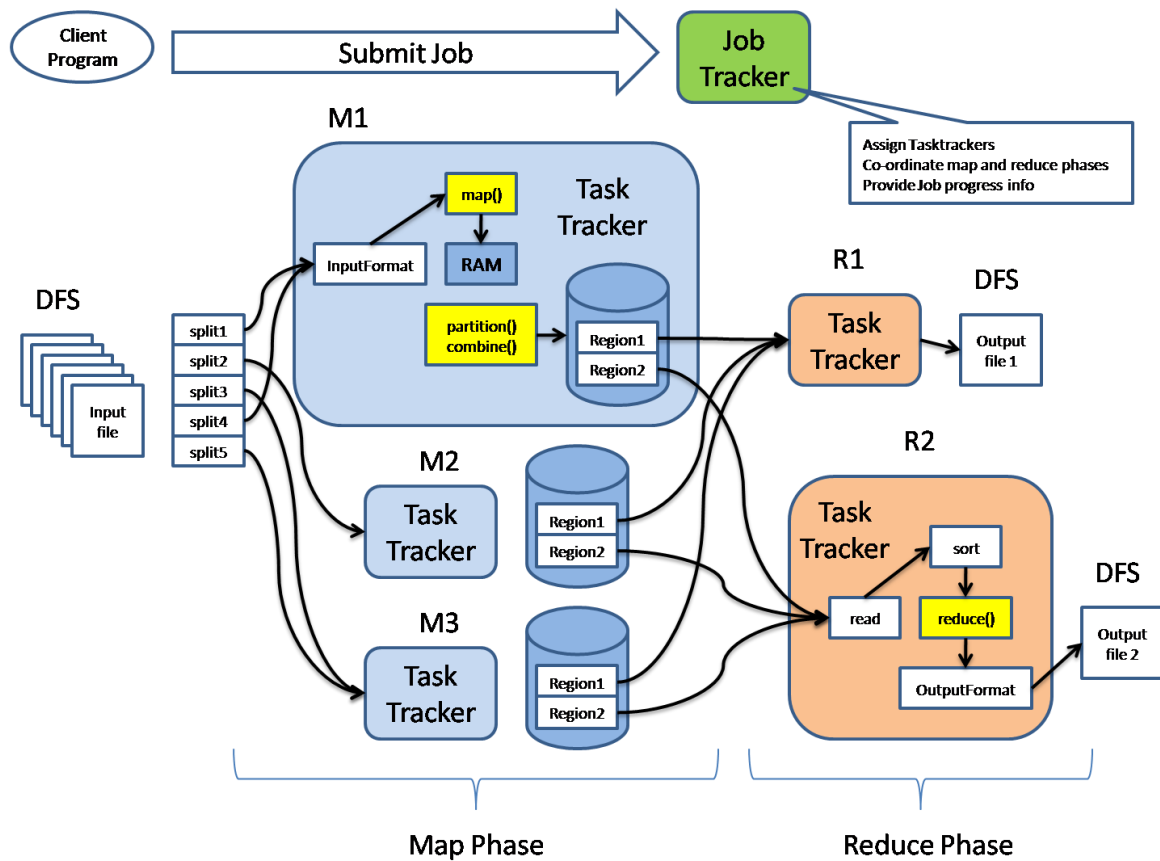 Client
Program
Submit Job
Job
Tracker
Assign Tasktrackers
Co-ordinate map and reduce phases
Provide Job progress info
M1
Task
Tracker
map()
InputFormat
RAM
partition()
combine()
Region1
Region2
DFS
Input
file
split1
split2
split3
split4
split5
M2
Task
Tracker
Region1
Region2
M3
Task
Tracker
Region1
Region2
R1
Task
Tracker
DFS
Output
file 1
R2
Task
Tracker
sort
read
reduce()
OutputFormat
DFS
Output
file 2
Map Phase
Reduce Phase